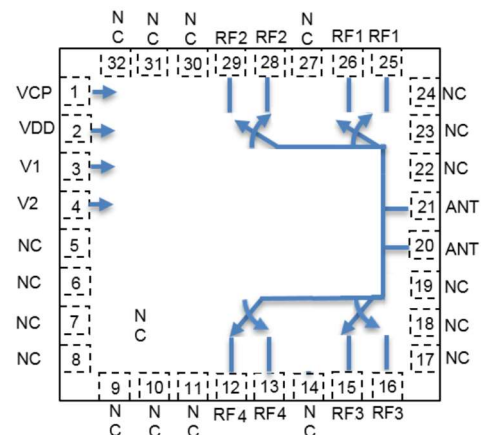 N C N C N C RF2 RF2 N C RF1 RF1
32 31 30 29 28 27 26 25
VCP 1 24 NC
VDD 2 23 NC
V1 3 22 NC
V2 4 21 ANT
NC 5 20 ANT
NC 6 19 NC
NC 7 N C 18 NC
NC 8 17 NC
9 10 11 12 13 14 15 16
N C N C N C RF4 RF4 N C RF3 RF3